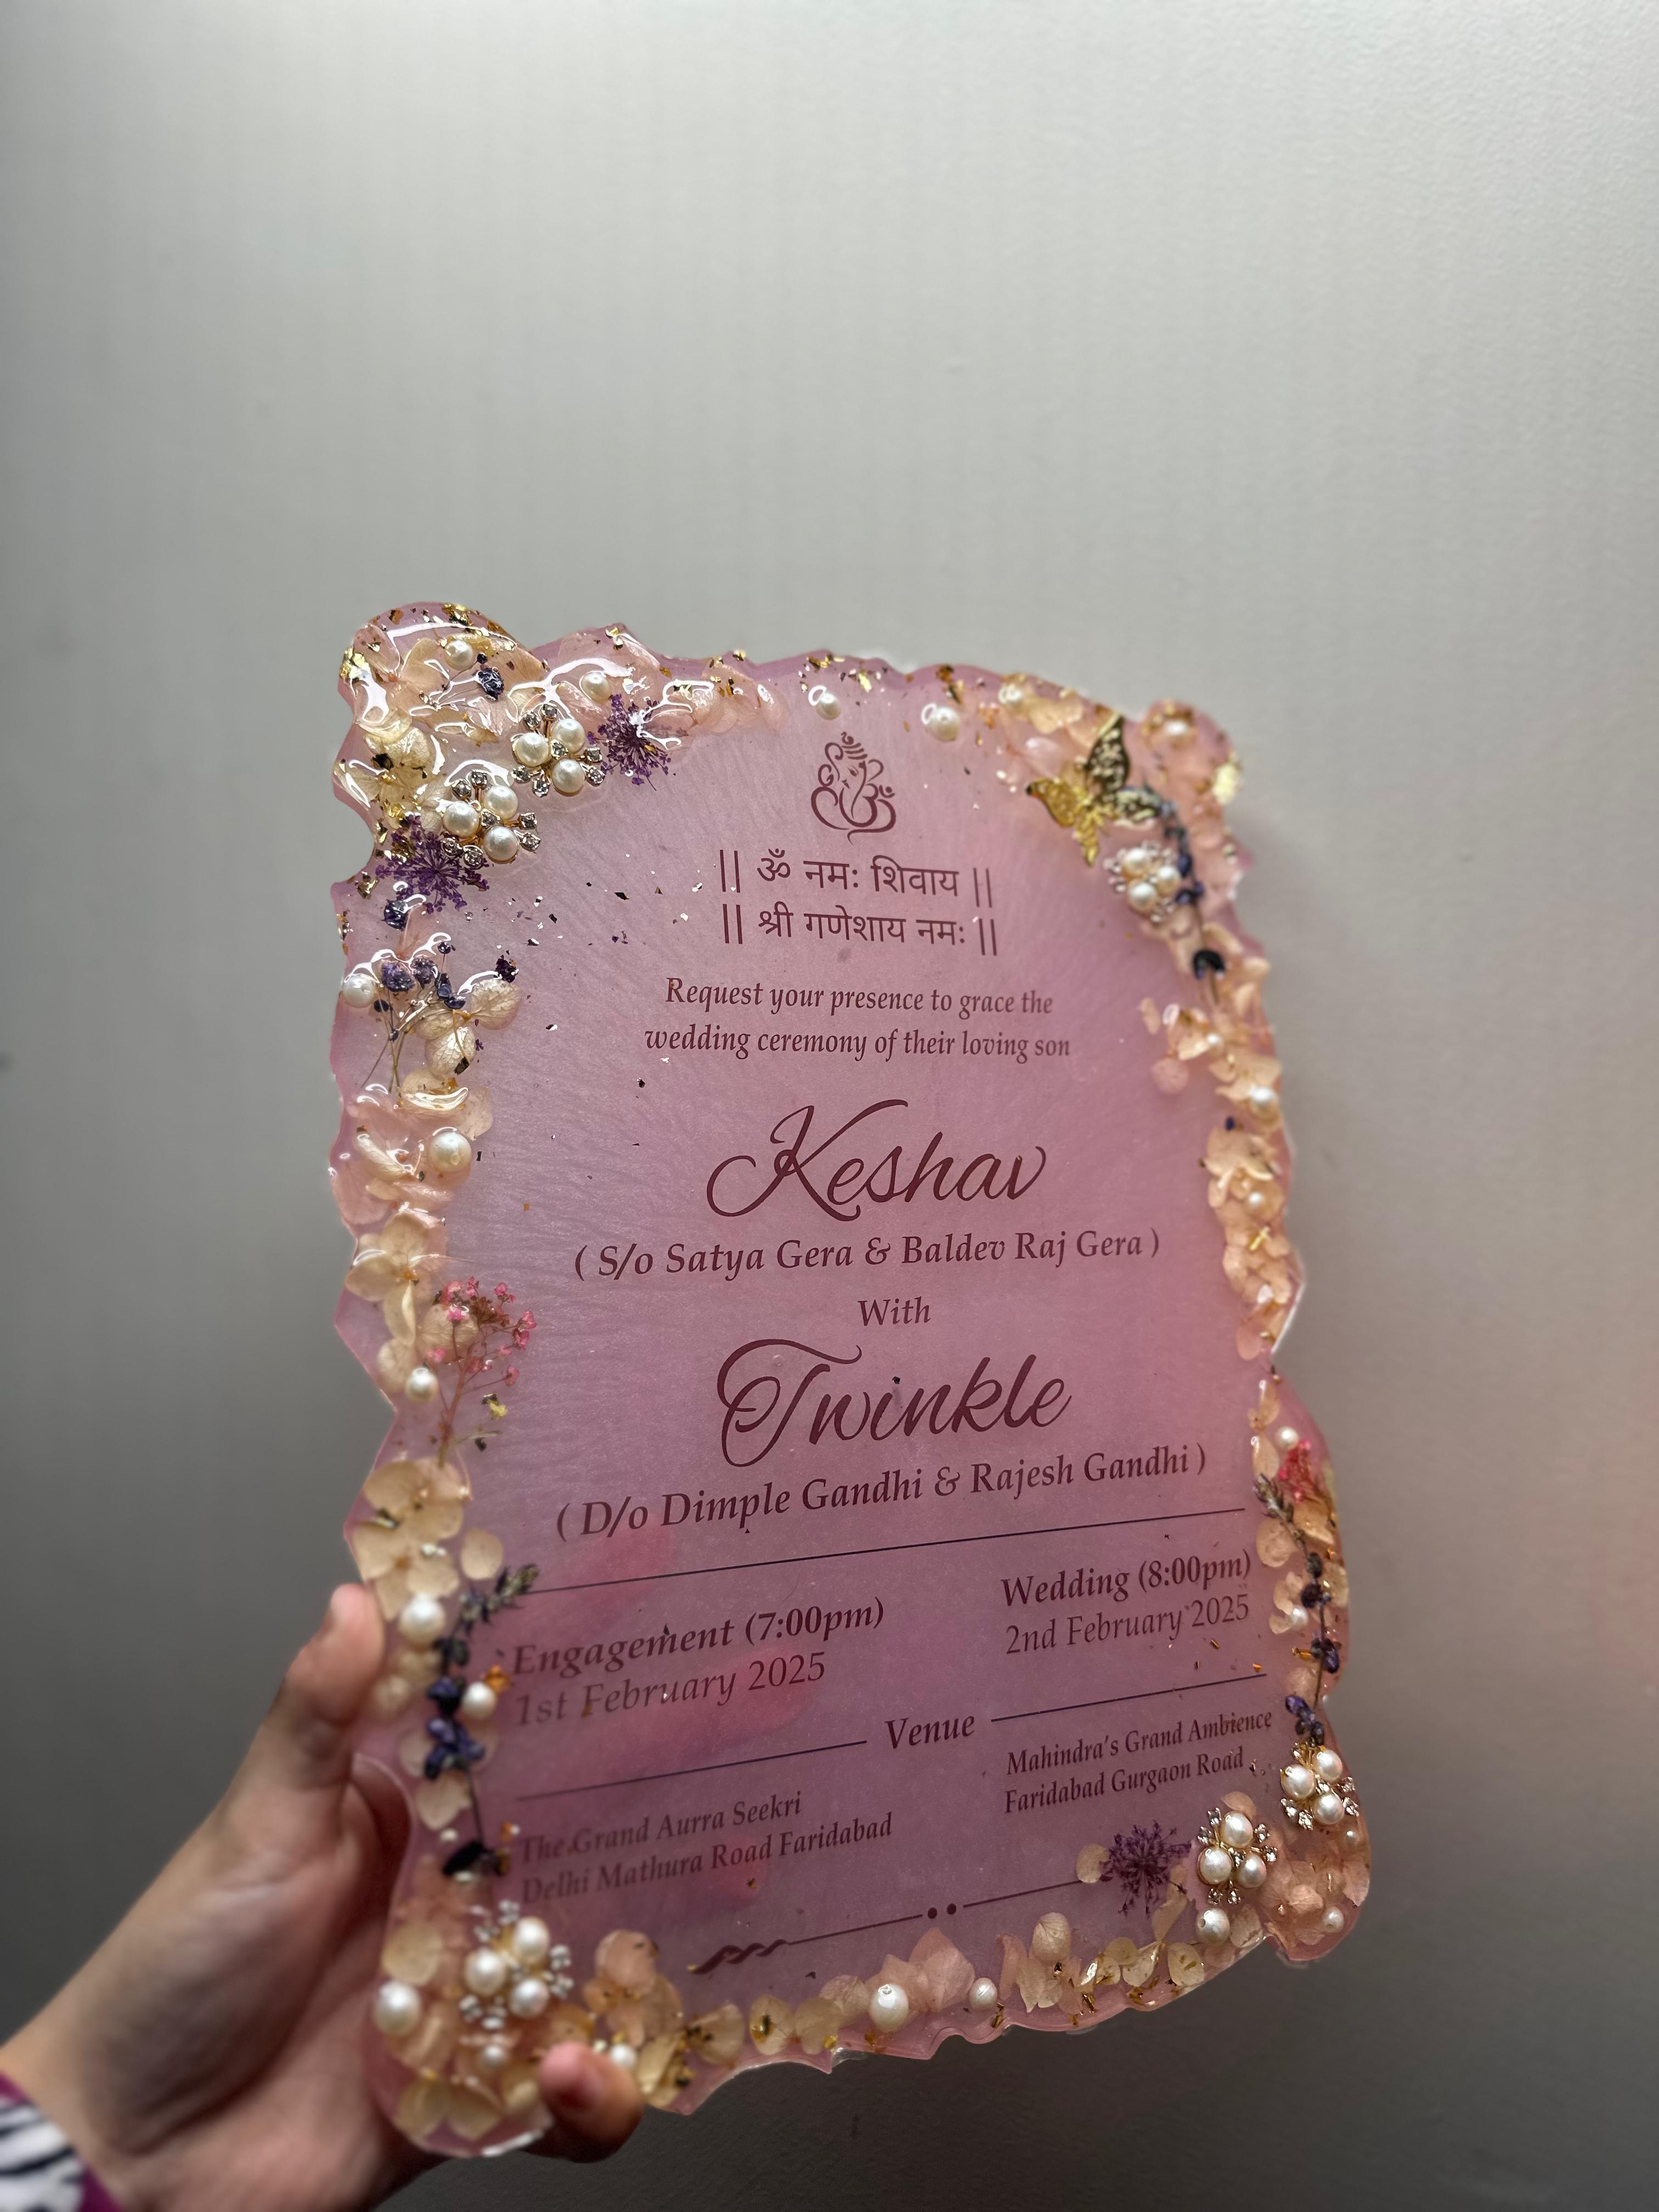 || ॐ नमः शिवाय ||
|| श्री गणेशाय नमः ||
Request your presence to grace the
wedding ceremony of their loving son
Keshav
( S/o Satya Gera & Baldev Raj Gera )
With
Twinkle
( D/o Dimple Gandhi & Rajesh Gandhi )
Engagement (7:00pm)
1st February 2025
Wedding (8:00pm)
2nd February 2025
Venue
The Grand Aurra Seekri
Delhi Mathura Road Faridabad
Mahindra's Grand Ambience
Faridabad Gurgaon Road